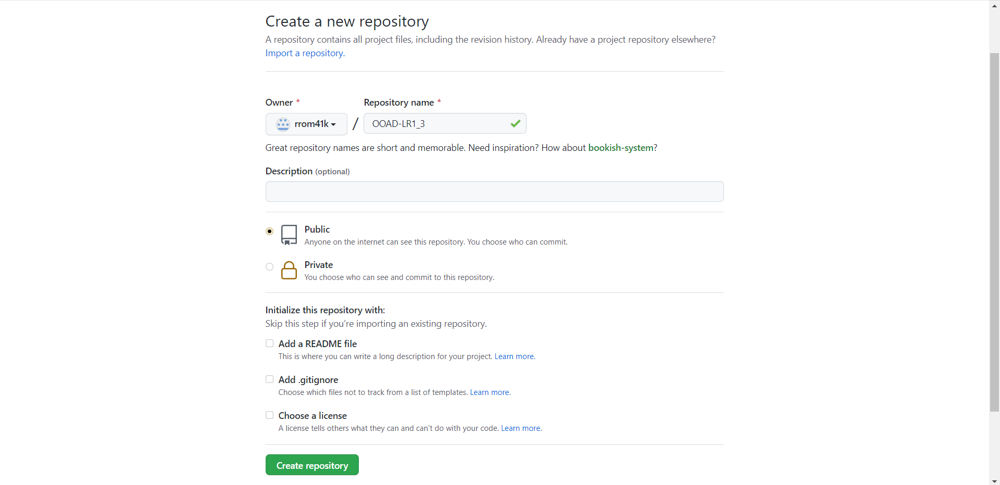 Create a new repository
A repository contains all project files, including the revision history. Already have a project repository elsewhere?
Import a repository.
Owner * Repository name *
rrom41k / OOAD-LR1_3
Great repository names are short and memorable. Need inspiration? How about bookish-system?
Description (optional)
Public
Anyone on the internet can see this repository. You choose who can commit.
Private
You choose who can see and commit to this repository.
Initialize this repository with:
Skip this step if you’re importing an existing repository.
Add a README file
This is where you can write a long description for your project. Learn more.
Add .gitignore
Choose which files not to track from a list of templates. Learn more.
Choose a license
A license tells others what they can and can't do with your code. Learn more.
Create repository